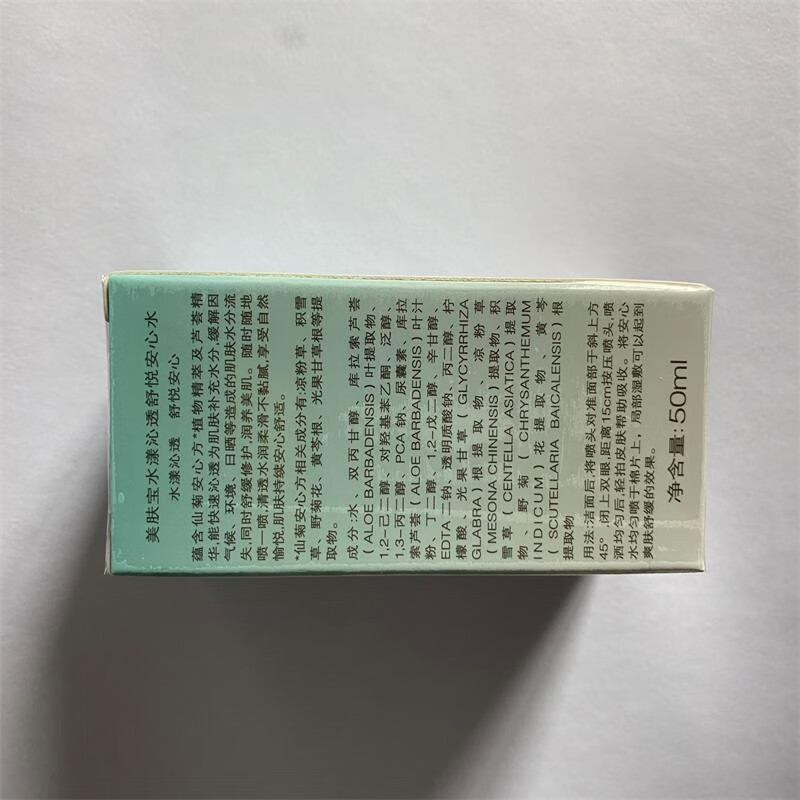 美肤宝水漾沁透舒悦安心水
水漾沁透 舒悦安心
蕴含仙菊安心方*植物精萃及芦荟精
华,能快速沁透为肌肤补充水分,缓解因
气候、环境、日晒等造成的肌肤水分流
失,同时舒缓修护,润养美肌。随时随地
喷一喷,清透水润柔滑不黏腻,享受自然
愉悦,肌肤持续安心舒适。
*仙菊安心方相关成分有:凉粉草、积雪
草、野菊花、黄芩根、光果甘草根等提
取物。
成分:水、双丙甘醇、库拉索芦荟
(ALOE BARBADENSIS)叶提取物、
1,2-己二醇、对羟基苯乙酮、泛醇、
1,3-丙二醇、PCA 钠、尿囊素、库拉
索芦荟(ALOE BARBADENSIS)叶汁
粉、丁二醇、1,2-戊二醇、辛甘醇、
EDTA 二钠、透明质酸钠、丙二醇、柠
檬酸、光果甘草(GLYCYRRHIZA
GLABRA)根提取物、凉粉草
(MESONA CHINENSIS)提取物、积
雪草(CENTELLA ASIATICA)提取
物、野菊(CHRYSANTHEMUM
INDICUM)花提取物、黄芩
(SCUTELLARIA BAICALENSIS)根
提取物
用法:洁面后,将喷头对准面部于斜上方
45°,闭上双眼,距离15cm按压喷头,喷
洒均匀后,轻拍皮肤帮助吸收。将安心
水均匀喷于棉片上，局部湿敷可以起到
爽肤舒缓的效果。
净含量:50ml